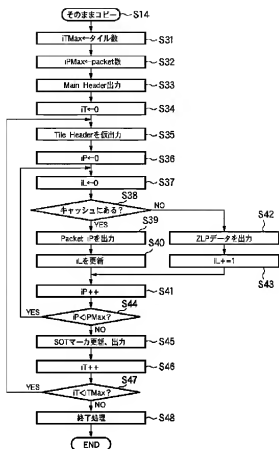 そのままコピー S14
iTMax←タイル数 S31
iPMax←packet数 S32
Main Header出力 S33
iT←0 S34
Tile Headerを仮出力 S35
iP←0 S36
iL←0 S37
S38
キャッシュにある? NO
YES S39 S42
Packet iPを出力 ZLPデータを出力
S40
iLを更新 iL+=1
S43
iP++ S41
S44
YES iP<PMax?
NO
SOTマーカ更新、出力 S45
iT++ S46
S47
YES iT<TMax?
NO
終了処理 S48
END